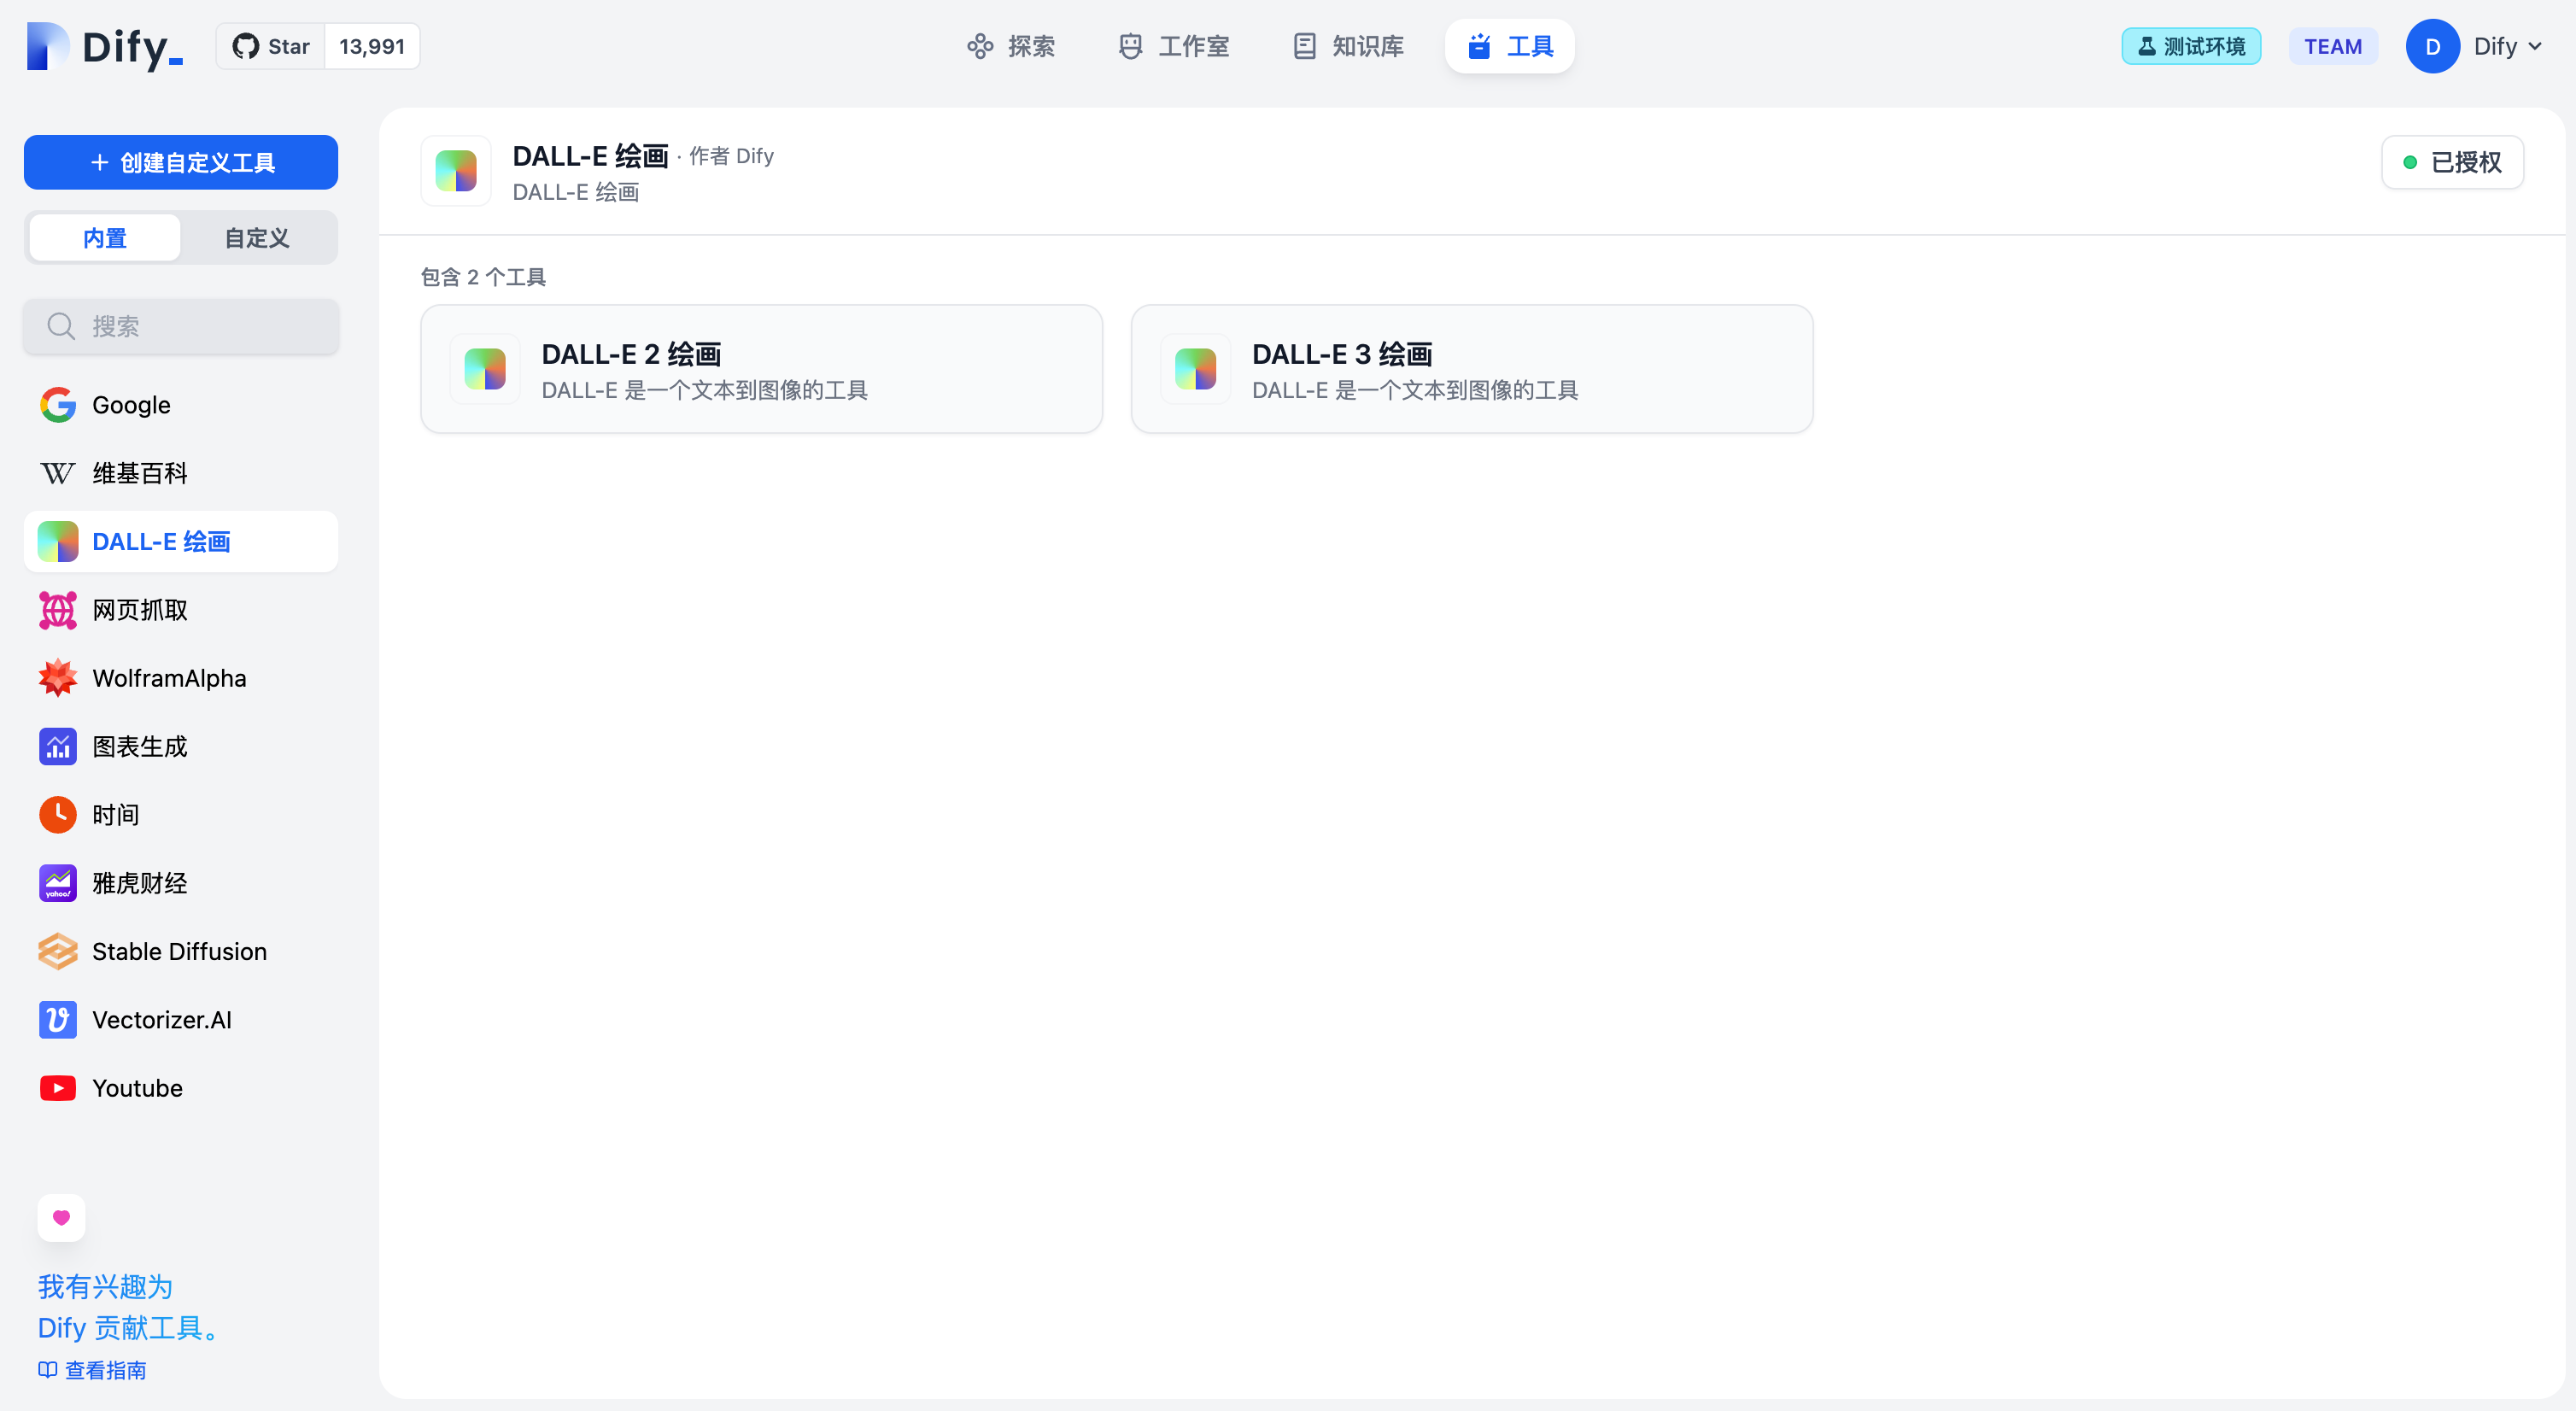 Dify_
Star 13,991
探索 工作室 知识库 工具
测试环境 TEAM D Dify
+ 创建自定义工具
内置 自定义
搜索
Google
维基百科
DALL-E 绘画
网页抓取
WolframAlpha
图表生成
时间
雅虎财经
yahoo!
Stable Diffusion
Vectorizer.AI
Youtube
我有兴趣为
Dify 贡献工具。
查看指南
DALL-E 绘画 · 作者 Dify
DALL-E 绘画
已授权
包含 2 个工具
DALL-E 2 绘画
DALL-E 是一个文本到图像的工具
DALL-E 3 绘画
DALL-E 是一个文本到图像的工具